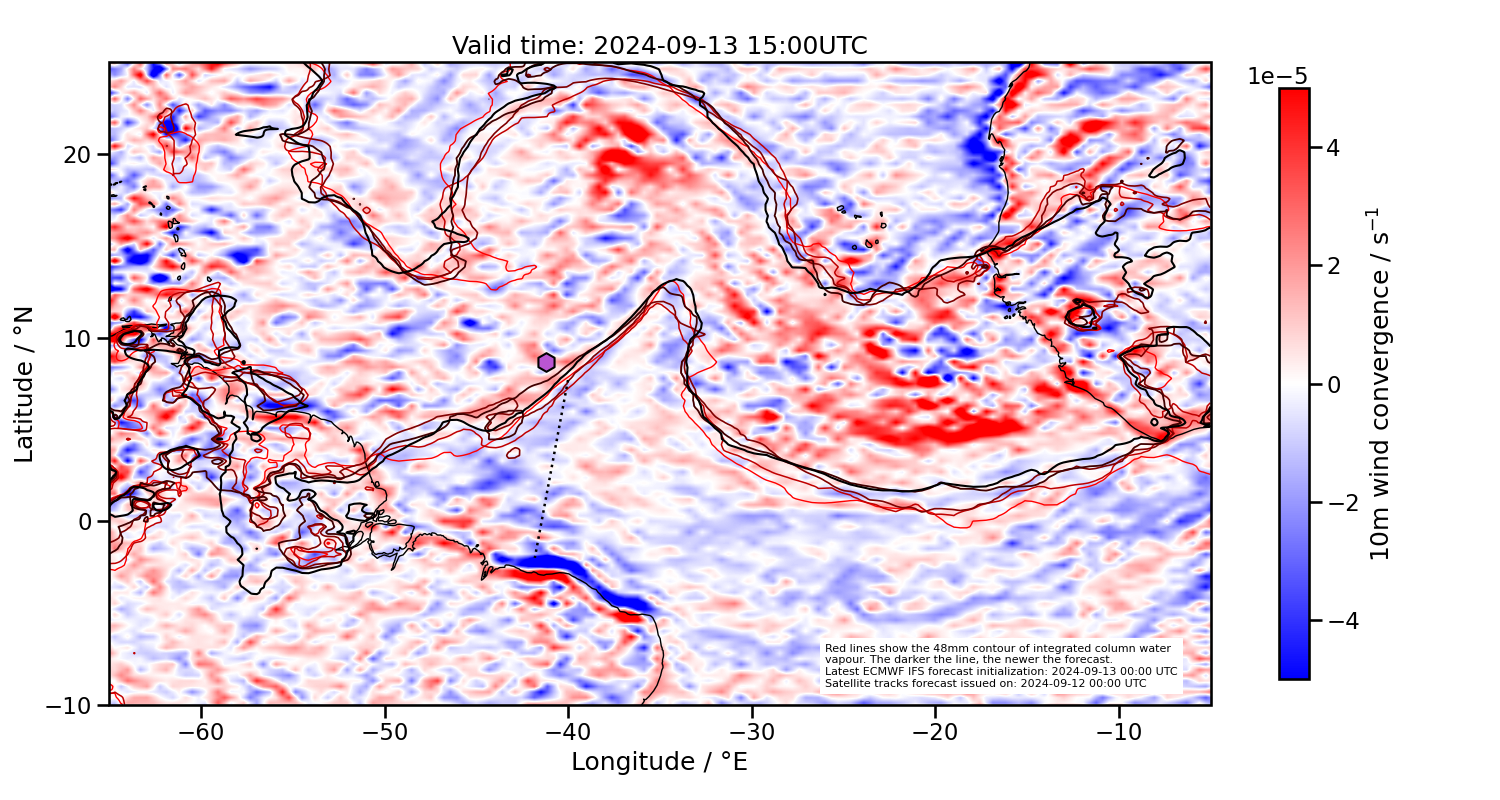 Valid time: 2024-09-13 15:00UTC
1e−5
20
10
0
−10
Latitude / °N
−60
−50
−40
−30
−20
−10
Longitude / °E
4
2
0
−2
−4
10m wind convergence / s⁻¹
Red lines show the 48mm contour of integrated column water
vapour. The darker the line, the newer the forecast.
Latest ECMWF IFS forecast initialization: 2024-09-13 00:00 UTC
Satellite tracks forecast issued on: 2024-09-12 00:00 UTC